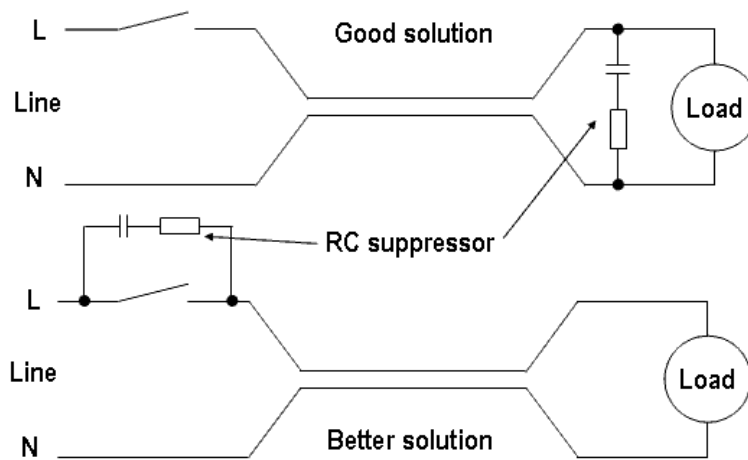 L
Good solution
Line
Load
N
RC suppressor
L
Line
Load
N
Better solution